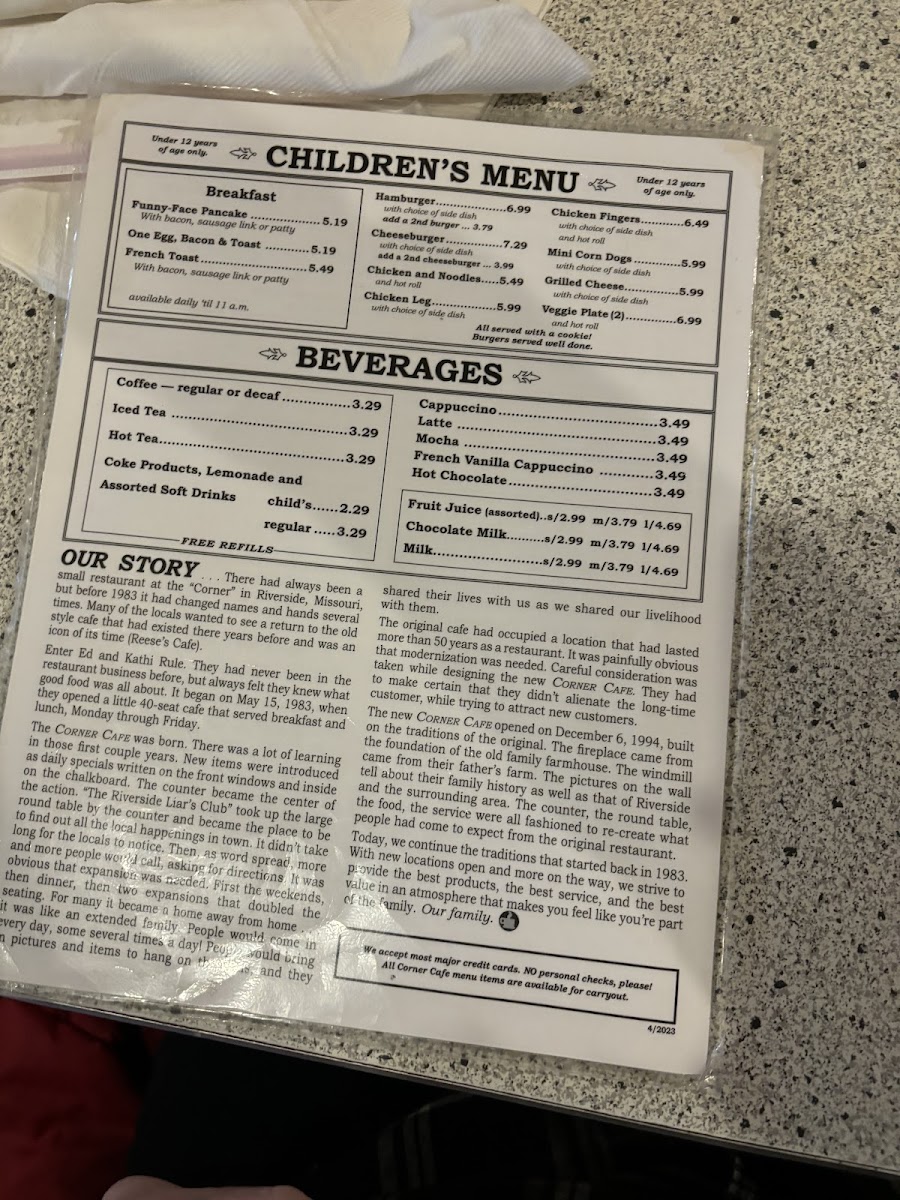 Under 12 years
of age only.
CHILDREN'S MENU
Under 12 years
of age only.
Breakfast
Funny-Face Pancake ..................5.19
With bacon, sausage link or patty
One Egg, Bacon & Toast ...........5.19
French Toast...............................5.49
With bacon, sausage link or patty
available daily 'til 11 a.m.
Hamburger..................6.99
with choice of side dish
add a 2nd burger ... 3.79
Cheeseburger.....................7.29
with choice of side dish
add a 2nd cheeseburger ... 3.99
Chicken and Noodles.....5.49
and hot roll
Chicken Leg................5.99
with choice of side dish
Chicken Fingers..........6.49
with choice of side dish
and hot roll
Mini Corn Dogs............5.99
with choice of side dish
Grilled Cheese.............5.99
with choice of side dish
Veggie Plate (2).............6.99
and hot roll
All served with a cookie!
Burgers served well done.
BEVERAGES
Coffee — regular or decaf .................3.29
Iced Tea ...........................................3.29
Hot Tea.............................................3.29
Coke Products, Lemonade and
Assorted Soft Drinks child's......2.29
regular .....3.29
FREE REFILLS
Cappuccino......................................3.49
Latte ................................................3.49
Mocha ..............................................3.49
French Vanilla Cappuccino ...........3.49
Hot Chocolate..................................3.49
Fruit Juice (assorted)..s/2.99 m/3.79 l/4.69
Chocolate Milk..........s/2.99 m/3.79 l/4.69
Milk..........................s/2.99 m/3.79 l/4.69
OUR STORY . . . There had always been a
small restaurant at the "Corner" in Riverside, Missouri,
but before 1983 it had changed names and hands several
times. Many of the locals wanted to see a return to the old
style cafe that had existed there years before and was an
icon of its time (Reese's Cafe).
Enter Ed and Kathi Rule. They had never been in the
restaurant business before, but always felt they knew what
good food was all about. It began on May 15, 1983, when
they opened a little 40-seat cafe that served breakfast and
lunch, Monday through Friday.
The CORNER CAFE was born. There was a lot of learning
in those first couple years. New items were introduced
as daily specials written on the front windows and inside
on the chalkboard. The counter became the center of
the action. "The Riverside Liar's Club" took up the large
round table by the counter and became the place to be
to find out all the local happenings in town. It didn't take
long for the locals to notice. Then, as word spread, more
and more people would call, asking for directions. It was
obvious that expansion was needed. First the weekends,
then dinner, then two expansions that doubled the
seating. For many it became a home away from home
it was like an extended family. People would come in
every day, some several times a day! People would bring
in pictures and items to hang on the and they
shared their lives with us as we shared our livelihood
with them.
The original cafe had occupied a location that had lasted
more than 50 years as a restaurant. It was painfully obvious
that modernization was needed. Careful consideration was
taken while designing the new CORNER CAFE. They had
to make certain that they didn't alienate the long-time
customer, while trying to attract new customers.
The new CORNER CAFE opened on December 6, 1994, built
on the traditions of the original. The fireplace came from
the foundation of the old family farmhouse. The windmill
came from their father's farm. The pictures on the wall
tell about their family history as well as that of Riverside
and the surrounding area. The counter, the round table,
the food, the service were all fashioned to re-create what
people had come to expect from the original restaurant.
Today, we continue the traditions that started back in 1983.
With new locations open and more on the way, we strive to
provide the best products, the best service, and the best
value in an atmosphere that makes you feel like you're part
of the family. Our family.
We accept most major credit cards. NO personal checks, please!
All Corner Cafe menu items are available for carryout.
4/2023